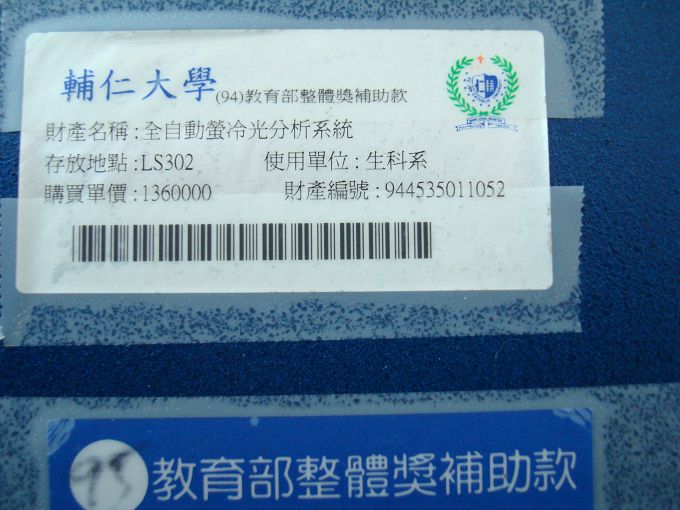 輔仁大學(94)教育部整體獎補助款
財產名稱:全自動螢冷光分析系統
存放地點:LS302 使用單位:生科系
購買單價:1360000 財產編號:944535011052
教育部整體獎補助款